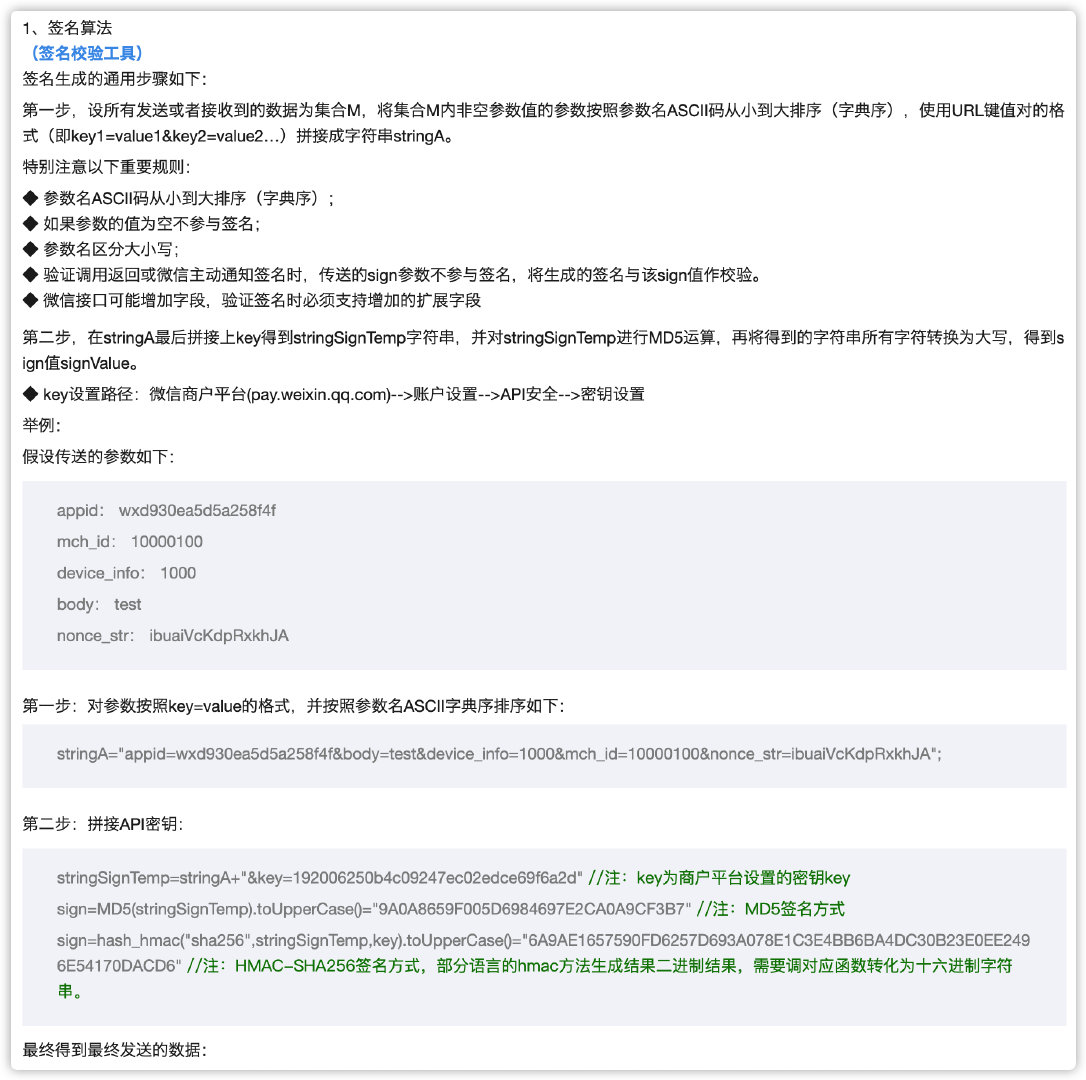 1、签名算法
（签名校验工具）
签名生成的通用步骤如下：
第一步，设所有发送或者接收到的数据为集合M，将集合M内非空参数值的参数按照参数名ASCII码从小到大排序（字典序），使用URL键值对的格
式（即key1=value1&key2=value2…）拼接成字符串stringA。
特别注意以下重要规则：
◆ 参数名ASCII码从小到大排序（字典序）；
◆ 如果参数的值为空不参与签名；
◆ 参数名区分大小写；
◆ 验证调用返回或微信主动通知签名时，传送的sign参数不参与签名，将生成的签名与该sign值作校验。
◆ 微信接口可能增加字段，验证签名时必须支持增加的扩展字段
第二步，在stringA最后拼接上key得到stringSignTemp字符串，并对stringSignTemp进行MD5运算，再将得到的字符串所有字符转换为大写，得到s
ign值signValue。
◆ key设置路径：微信商户平台(pay.weixin.qq.com)-->账户设置-->API安全-->密钥设置
举例：
假设传送的参数如下：
appid： wxd930ea5d5a258f4f
mch_id： 10000100
device_info： 1000
body： test
nonce_str： ibuaiVcKdpRxkhJA
第一步：对参数按照key=value的格式，并按照参数名ASCII字典序排序如下：
stringA="appid=wxd930ea5d5a258f4f&body=test&device_info=1000&mch_id=10000100&nonce_str=ibuaiVcKdpRxkhJA";
第二步：拼接API密钥：
stringSignTemp=stringA+"&key=192006250b4c09247ec02edce69f6a2d" //注：key为商户平台设置的密钥key
sign=MD5(stringSignTemp).toUpperCase()="9A0A8659F005D6984697E2CA0A9CF3B7" //注：MD5签名方式
sign=hash_hmac("sha256",stringSignTemp,key).toUpperCase()="6A9AE1657590FD6257D693A078E1C3E4BB6BA4DC30B23E0EE249
6E54170DACD6" //注：HMAC-SHA256签名方式，部分语言的hmac方法生成结果二进制结果，需要调对应函数转化为十六进制字符
串。
最终得到最终发送的数据：